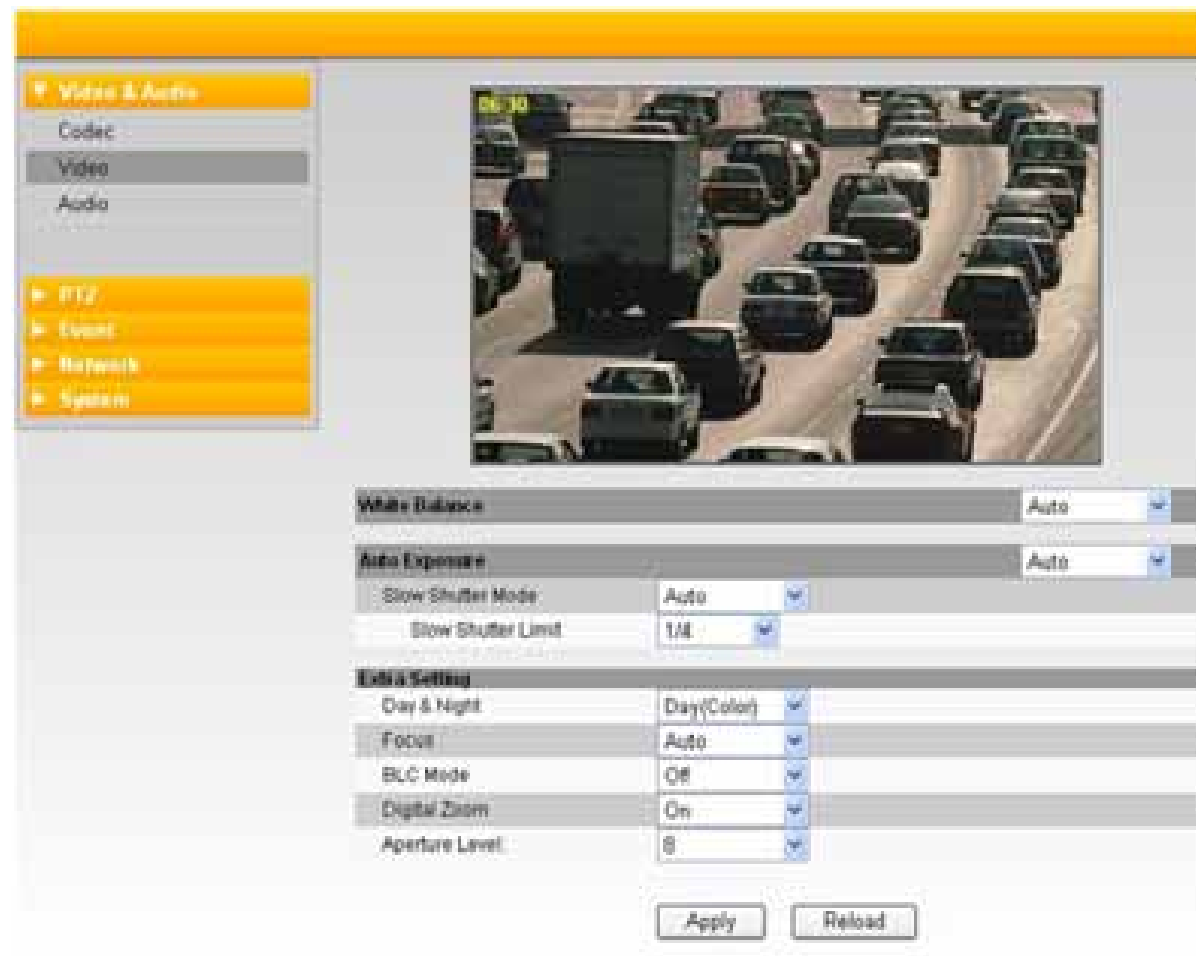 Video & Audio
Codec
Video
Audio
PTZ
Event
Network
System
06:30
White Balance Auto
Auto Exposure Auto
Slow Shutter Mode Auto
Slow Shutter Limit 1/4
Extra Setting
Day & Night Day(Color)
Focus Auto
BLC Mode Off
Digital Zoom On
Aperture Level
Apply Reload